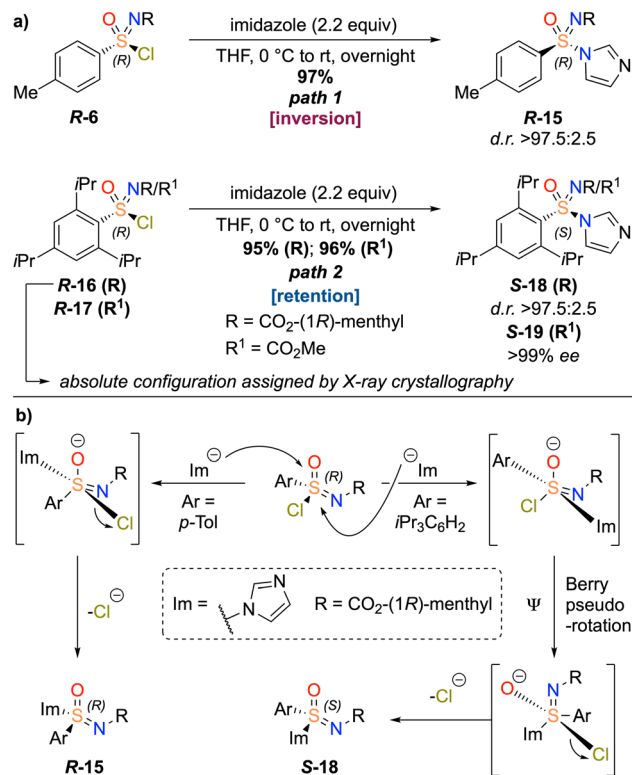 a)
O NR
S Cl
(R)
Me
R-6
imidazole (2.2 equiv)
THF, 0 °C to rt, overnight
97%
path 1
[inversion]
O NR
S N
(R)
N
Me
R-15
d.r. >97.5:2.5
iPr O NR/R¹
S Cl
(R)
iPr iPr
R-16 (R)
R-17 (R¹)
imidazole (2.2 equiv)
THF, 0 °C to rt, overnight
95% (R); 96% (R¹)
path 2
[retention]
R = CO₂-(1R)-menthyl
R¹ = CO₂Me
iPr O NR/R¹
S N
(S)
N
iPr iPr
S-18 (R)
d.r. >97.5:2.5
S-19 (R¹)
>99% ee
absolute configuration assigned by X-ray crystallography
b)
Im O⊖ R
S N
Ar Cl
Im⊖
Ar =
p-Tol
O
(R)
Ar S R
Cl N
⊖Im
Ar =
iPr₃C₆H₂
Ar O⊖ R
S N
Cl Im
-Cl⊖
Im = N N
R = CO₂-(1R)-menthyl
Ψ
Berry
pseudo
-rotation
O
Im S (R) R
Ar N
R-15
O
Ar S (S) R
Im N
S-18
-Cl⊖
O⊖ N R
S Ar
Im Cl